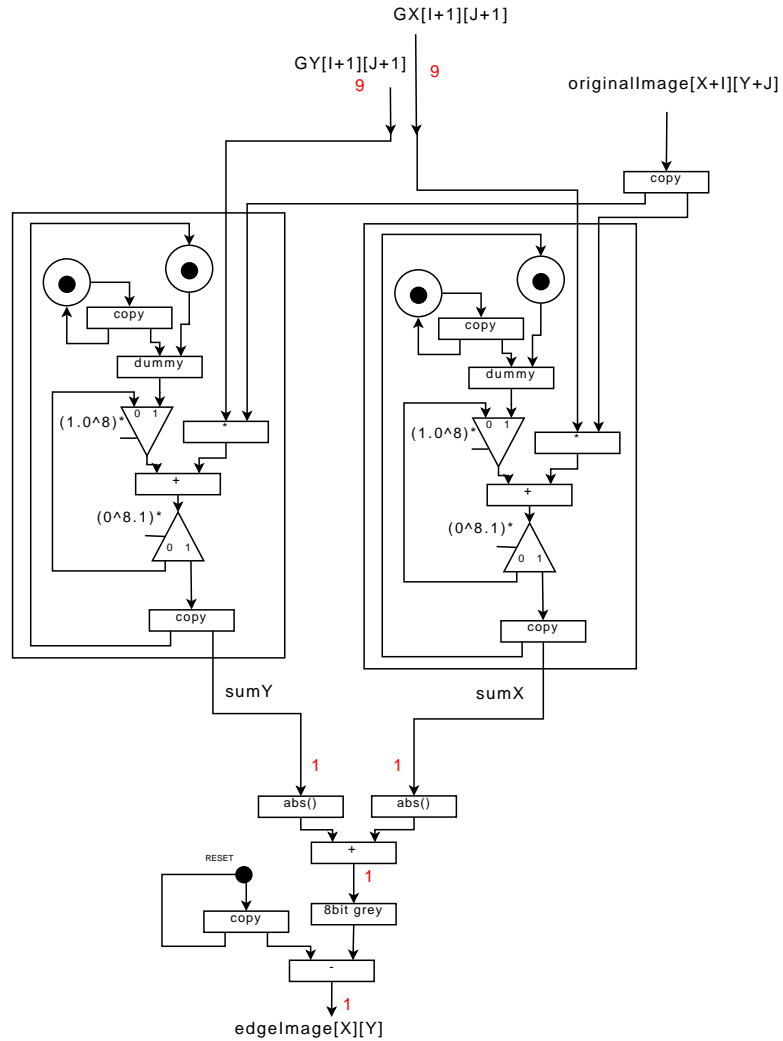 GX[I+1][J+1]
GY[I+1][J+1]
9
9
originalImage[X+I][Y+J]
copy
copy
dummy
0 1
(1.0^8)*
*
+
(0^8.1)*
0 1
copy
copy
dummy
0 1
(1.0^8)*
*
+
(0^8.1)*
0 1
copy
sumY
sumX
1
1
abs()
abs()
+
RESET
1
copy
8bit grey
-
1
edgeImage[X][Y]